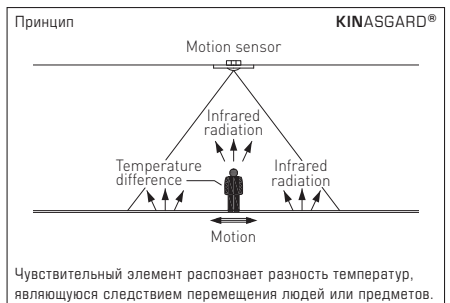 Принцип KINASGARD®
Motion sensor
Infrared
radiation
Temperature
difference
Infrared
radiation
Motion
Чувствительный элемент распознает разность температур,
являющуюся следствием перемещения людей или предметов.